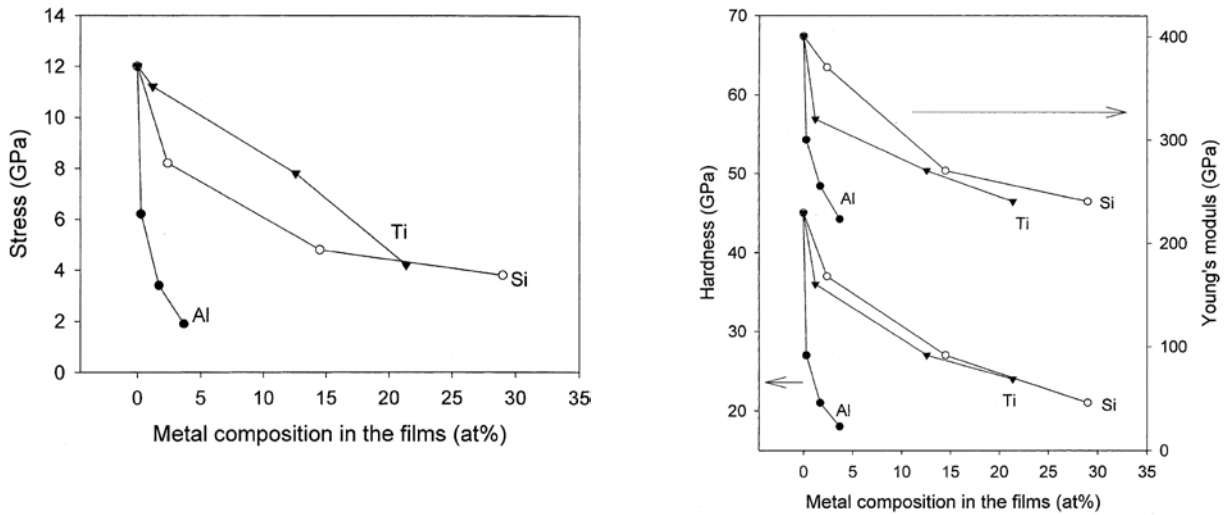 14
12
10
8
6
4
2
0
Stress (GPa)
Ti
Si
Al
0 5 10 15 20 25 30 35
Metal composition in the films (at%)
70
60
50
40
30
20
Hardness (GPa)
400
300
200
100
0
Young's moduls (GPa)
Al
Ti
Si
Al
Ti
Si
0 5 10 15 20 25 30 35
Metal composition in the films (at%)